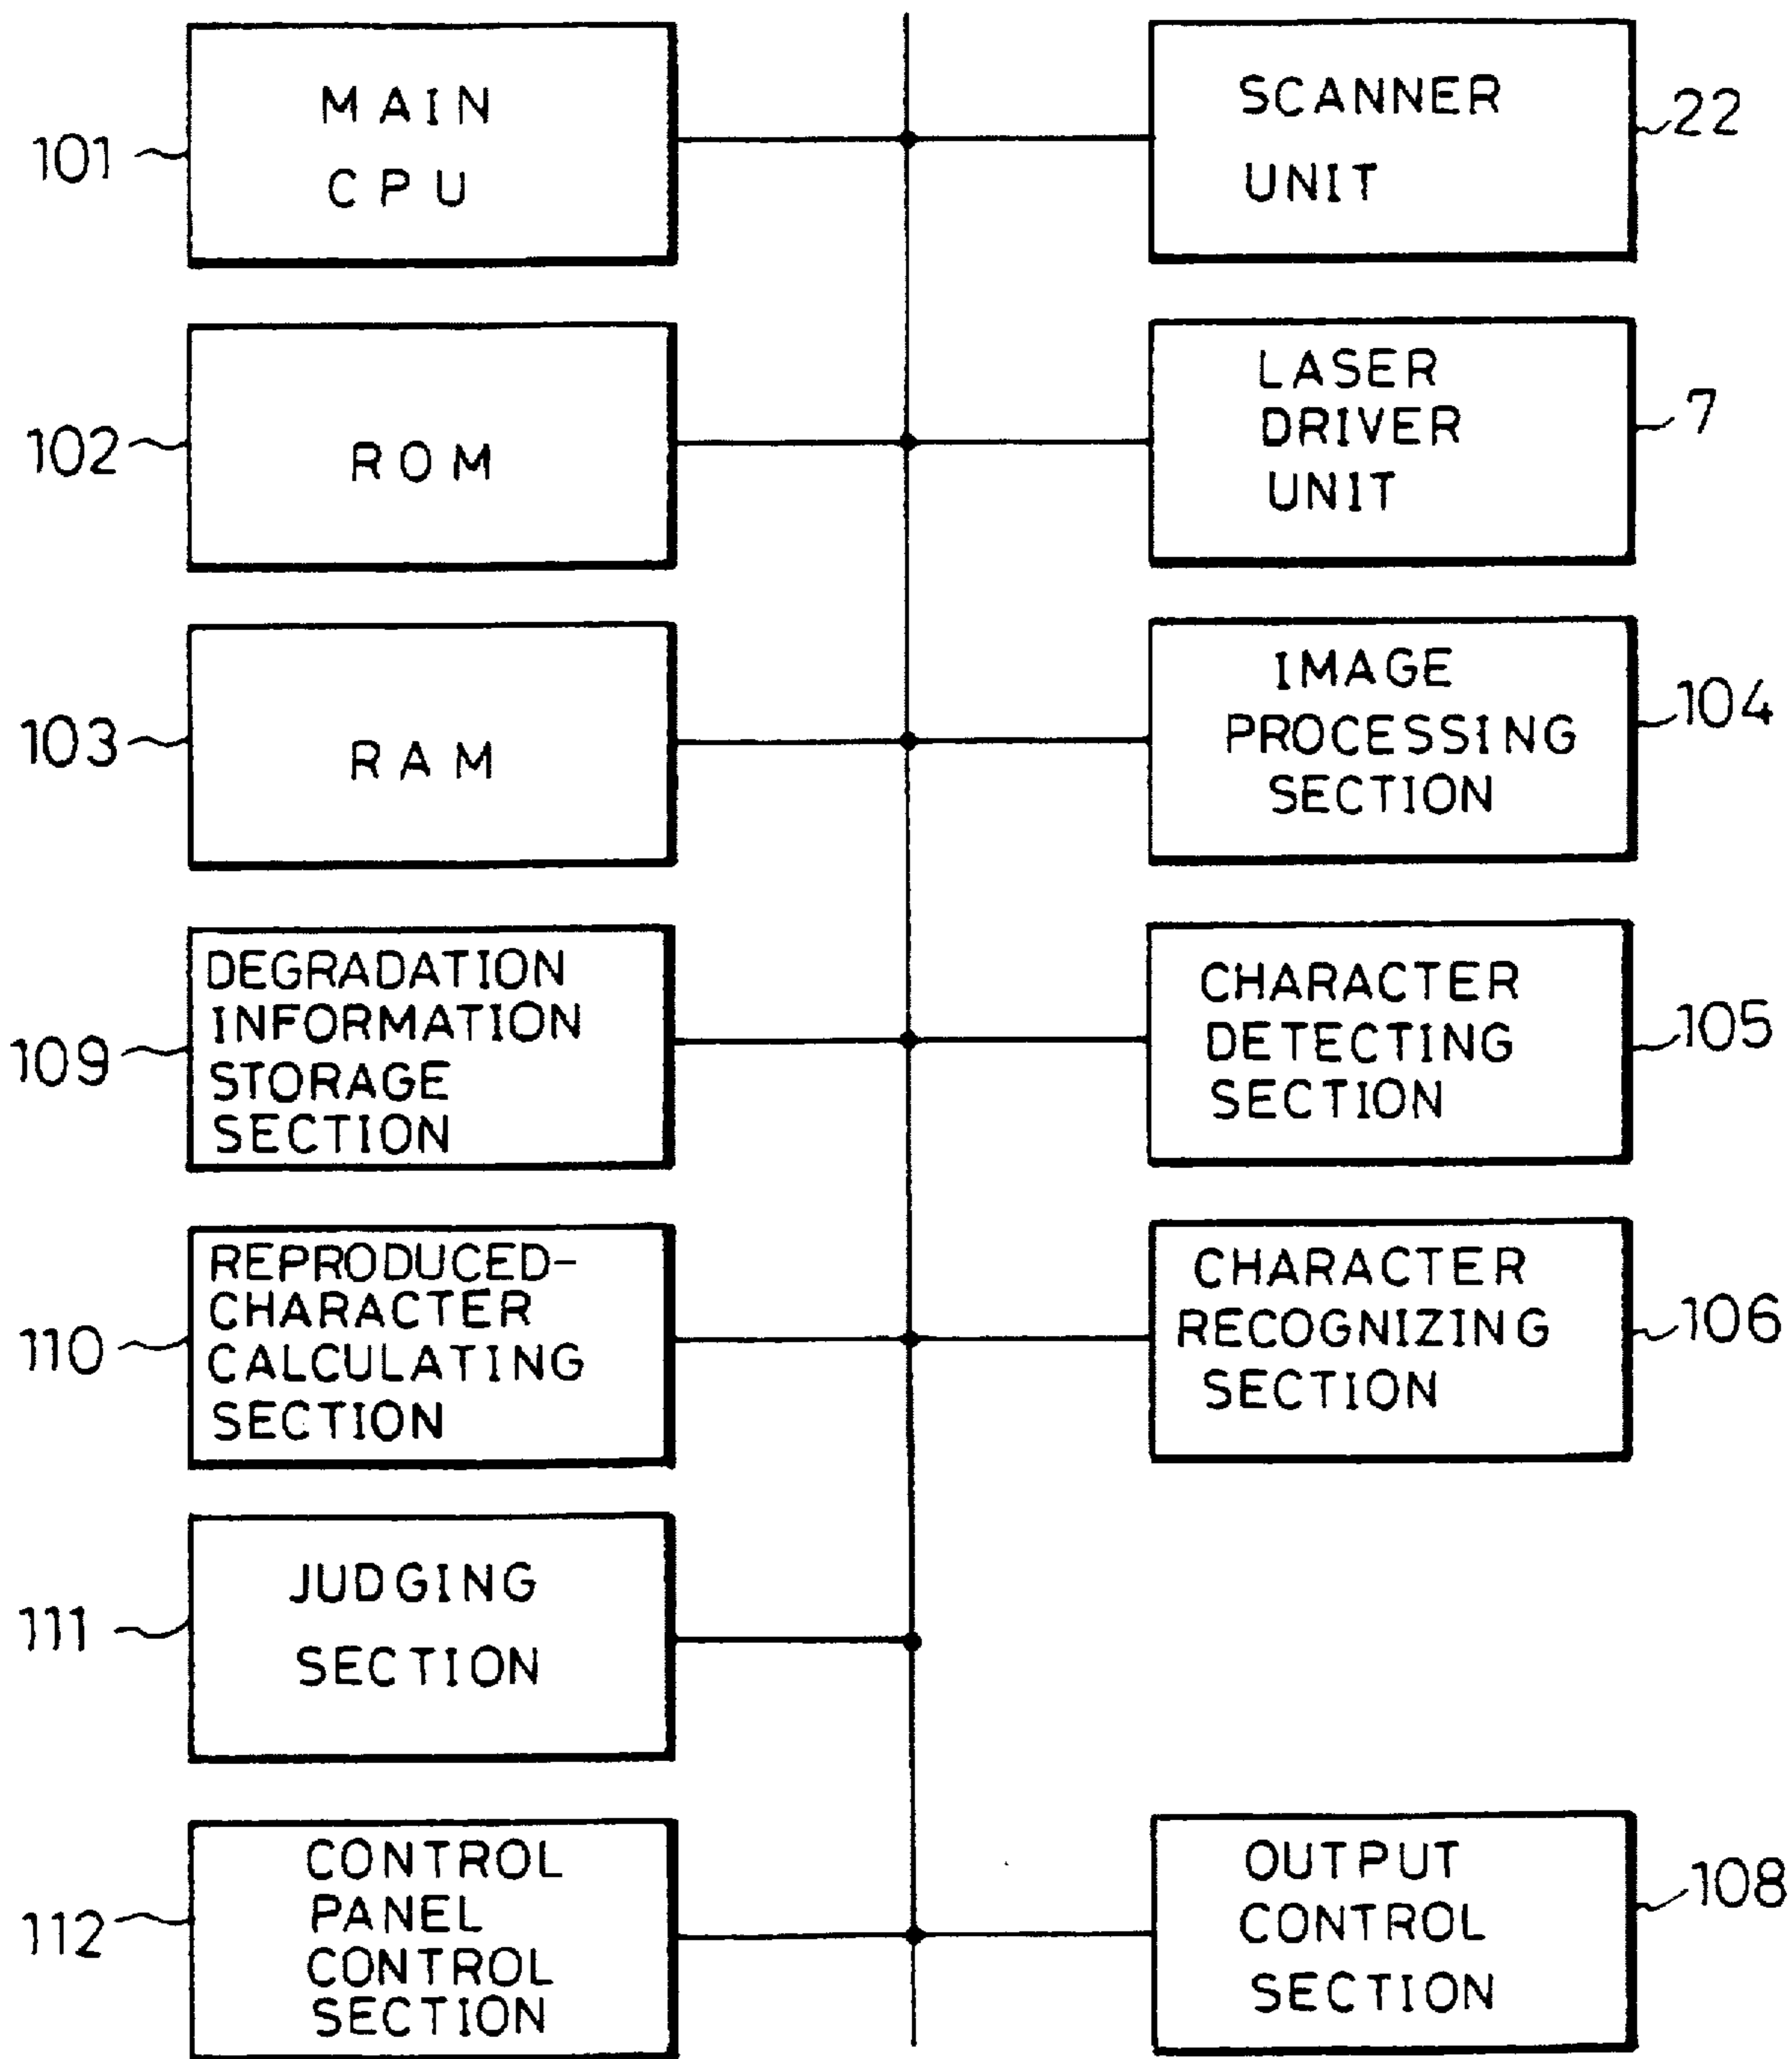 101
MAIN
CPU
SCANNER
UNIT
22
102
ROM
LASER
DRIVER
UNIT
7
103
RAM
IMAGE
PROCESSING
SECTION
104
109
DEGRADATION
INFORMATION
STORAGE
SECTION
CHARACTER
DETECTING
SECTION
105
110
REPRODUCED-
CHARACTER
CALCULATING
SECTION
CHARACTER
RECOGNIZING
SECTION
106
111
JUDGING
SECTION
112
CONTROL
PANEL
CONTROL
SECTION
OUTPUT
CONTROL
SECTION
108